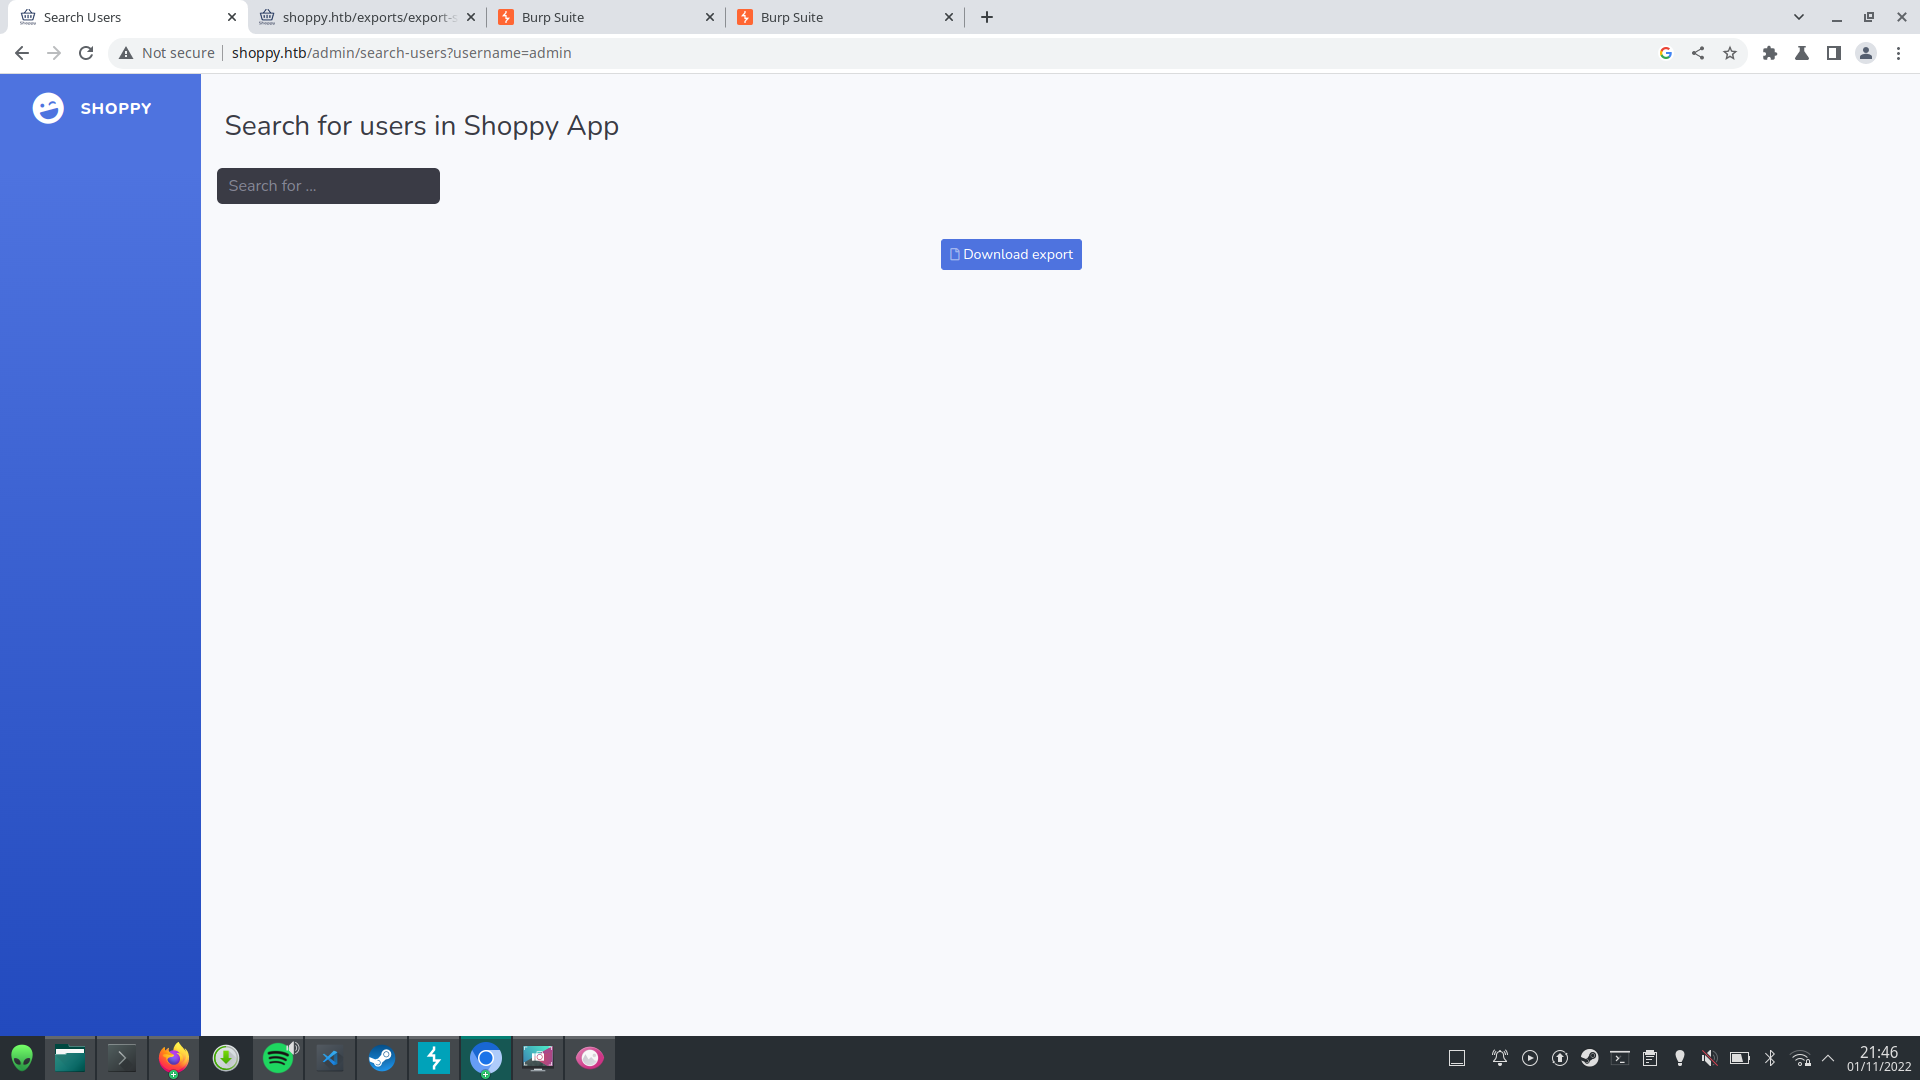 Search Users
shoppy.htb/exports/export-s
Burp Suite
Burp Suite
Not secure
shoppy.htb/admin/search-users?username=admin
SHOPPY
Search for users in Shoppy App
Search for ...
Download export
21:46
01/11/2022